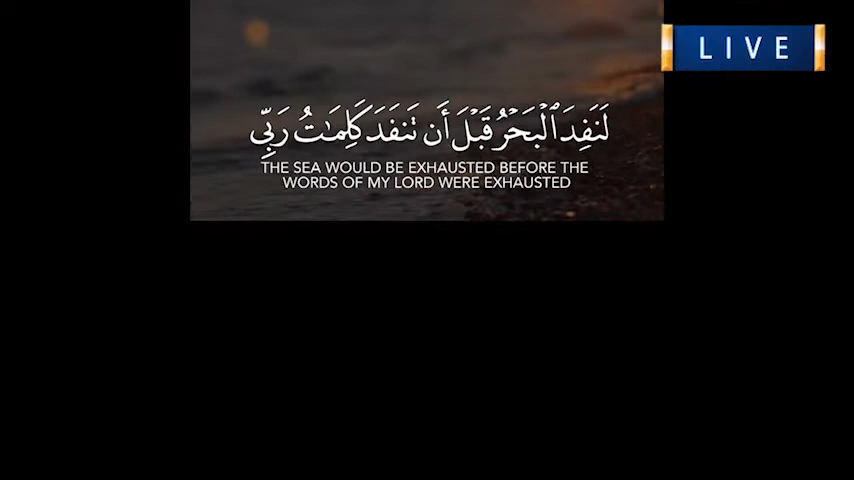 LIVE
لَنَفِدَ ٱلْبَحْرُ قَبْلَ أَن تَنفَدَ كَلِمَـٰتُ رَبِّى
THE SEA WOULD BE EXHAUSTED BEFORE THE
WORDS OF MY LORD WERE EXHAUSTED